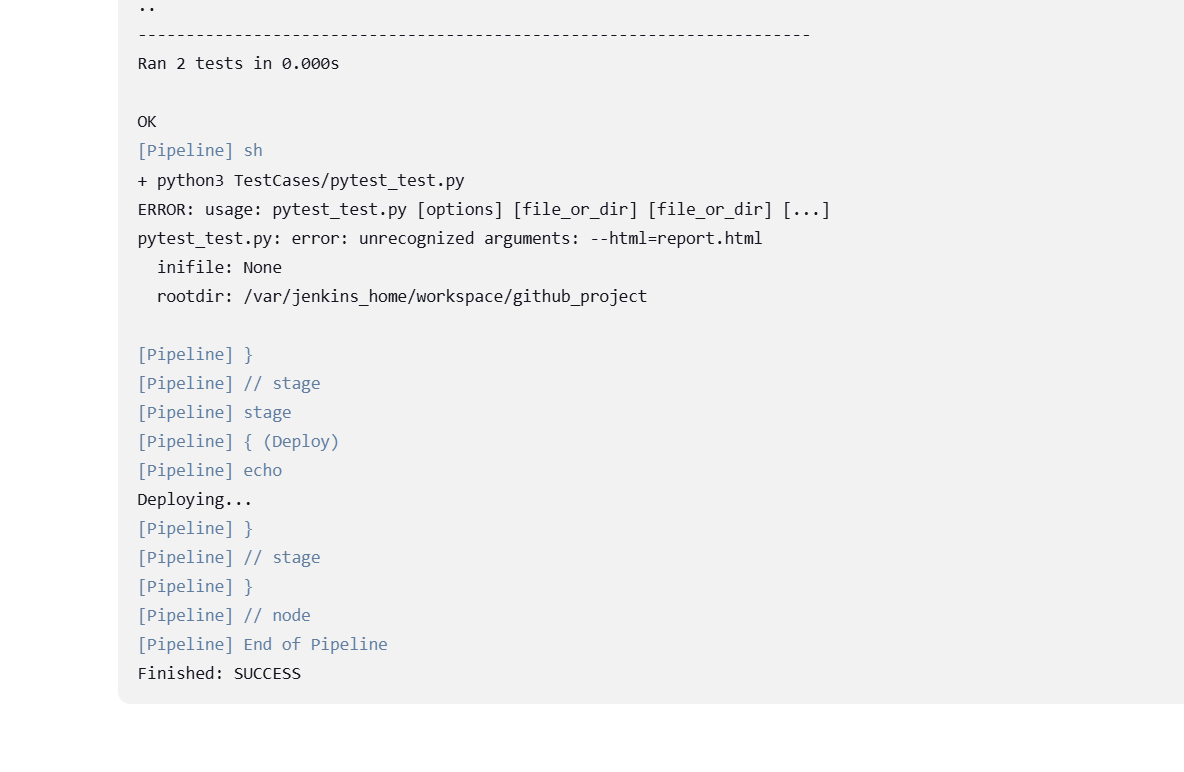 ..
----------------------------------------------------------------------
Ran 2 tests in 0.000s
OK
[Pipeline] sh
+ python3 TestCases/pytest_test.py
ERROR: usage: pytest_test.py [options] [file_or_dir] [file_or_dir] [...]
pytest_test.py: error: unrecognized arguments: --html=report.html
  inifile: None
  rootdir: /var/jenkins_home/workspace/github_project
[Pipeline] }
[Pipeline] // stage
[Pipeline] stage
[Pipeline] { (Deploy)
[Pipeline] echo
Deploying...
[Pipeline] }
[Pipeline] // stage
[Pipeline] }
[Pipeline] // node
[Pipeline] End of Pipeline
Finished: SUCCESS